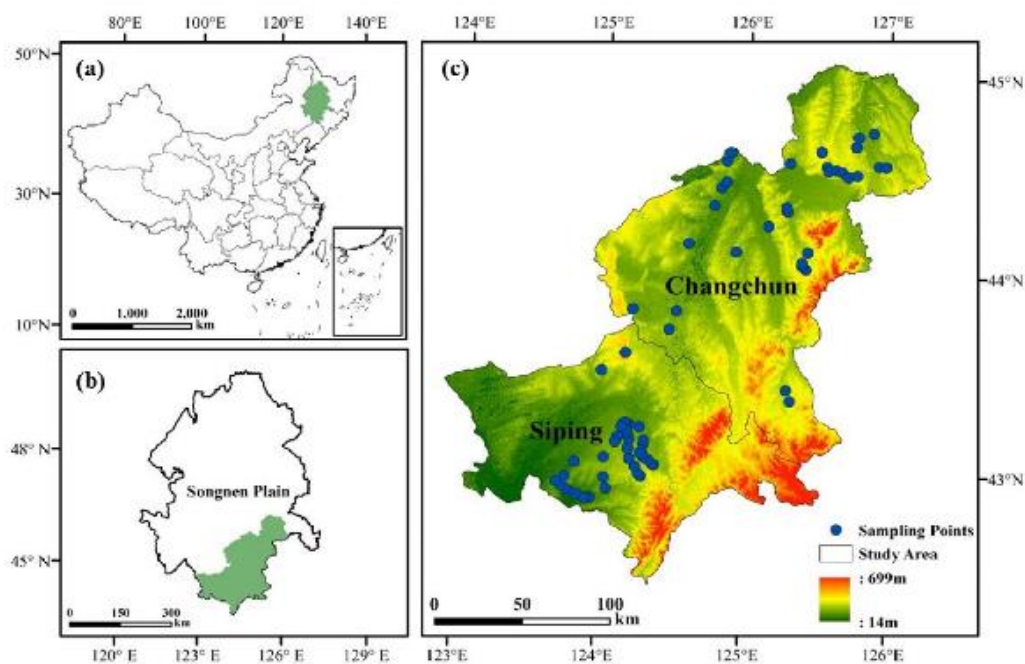 80°E 100°E 120°E 140°E
124°E 125°E 126°E 127°E
50°N
30°N
10°N
(a)
0 1,000 2,000
km
(b)
48° N
45° N
Songnen Plain
0 150 300
km
120°E 123°E 126°E 129°E
(c)
45°N
44°N
43°N
Changchun
Siping
Sampling Points
Study Area
: 699m
: 14m
0 50 100
km
123°E 124°E 125°E 126°E